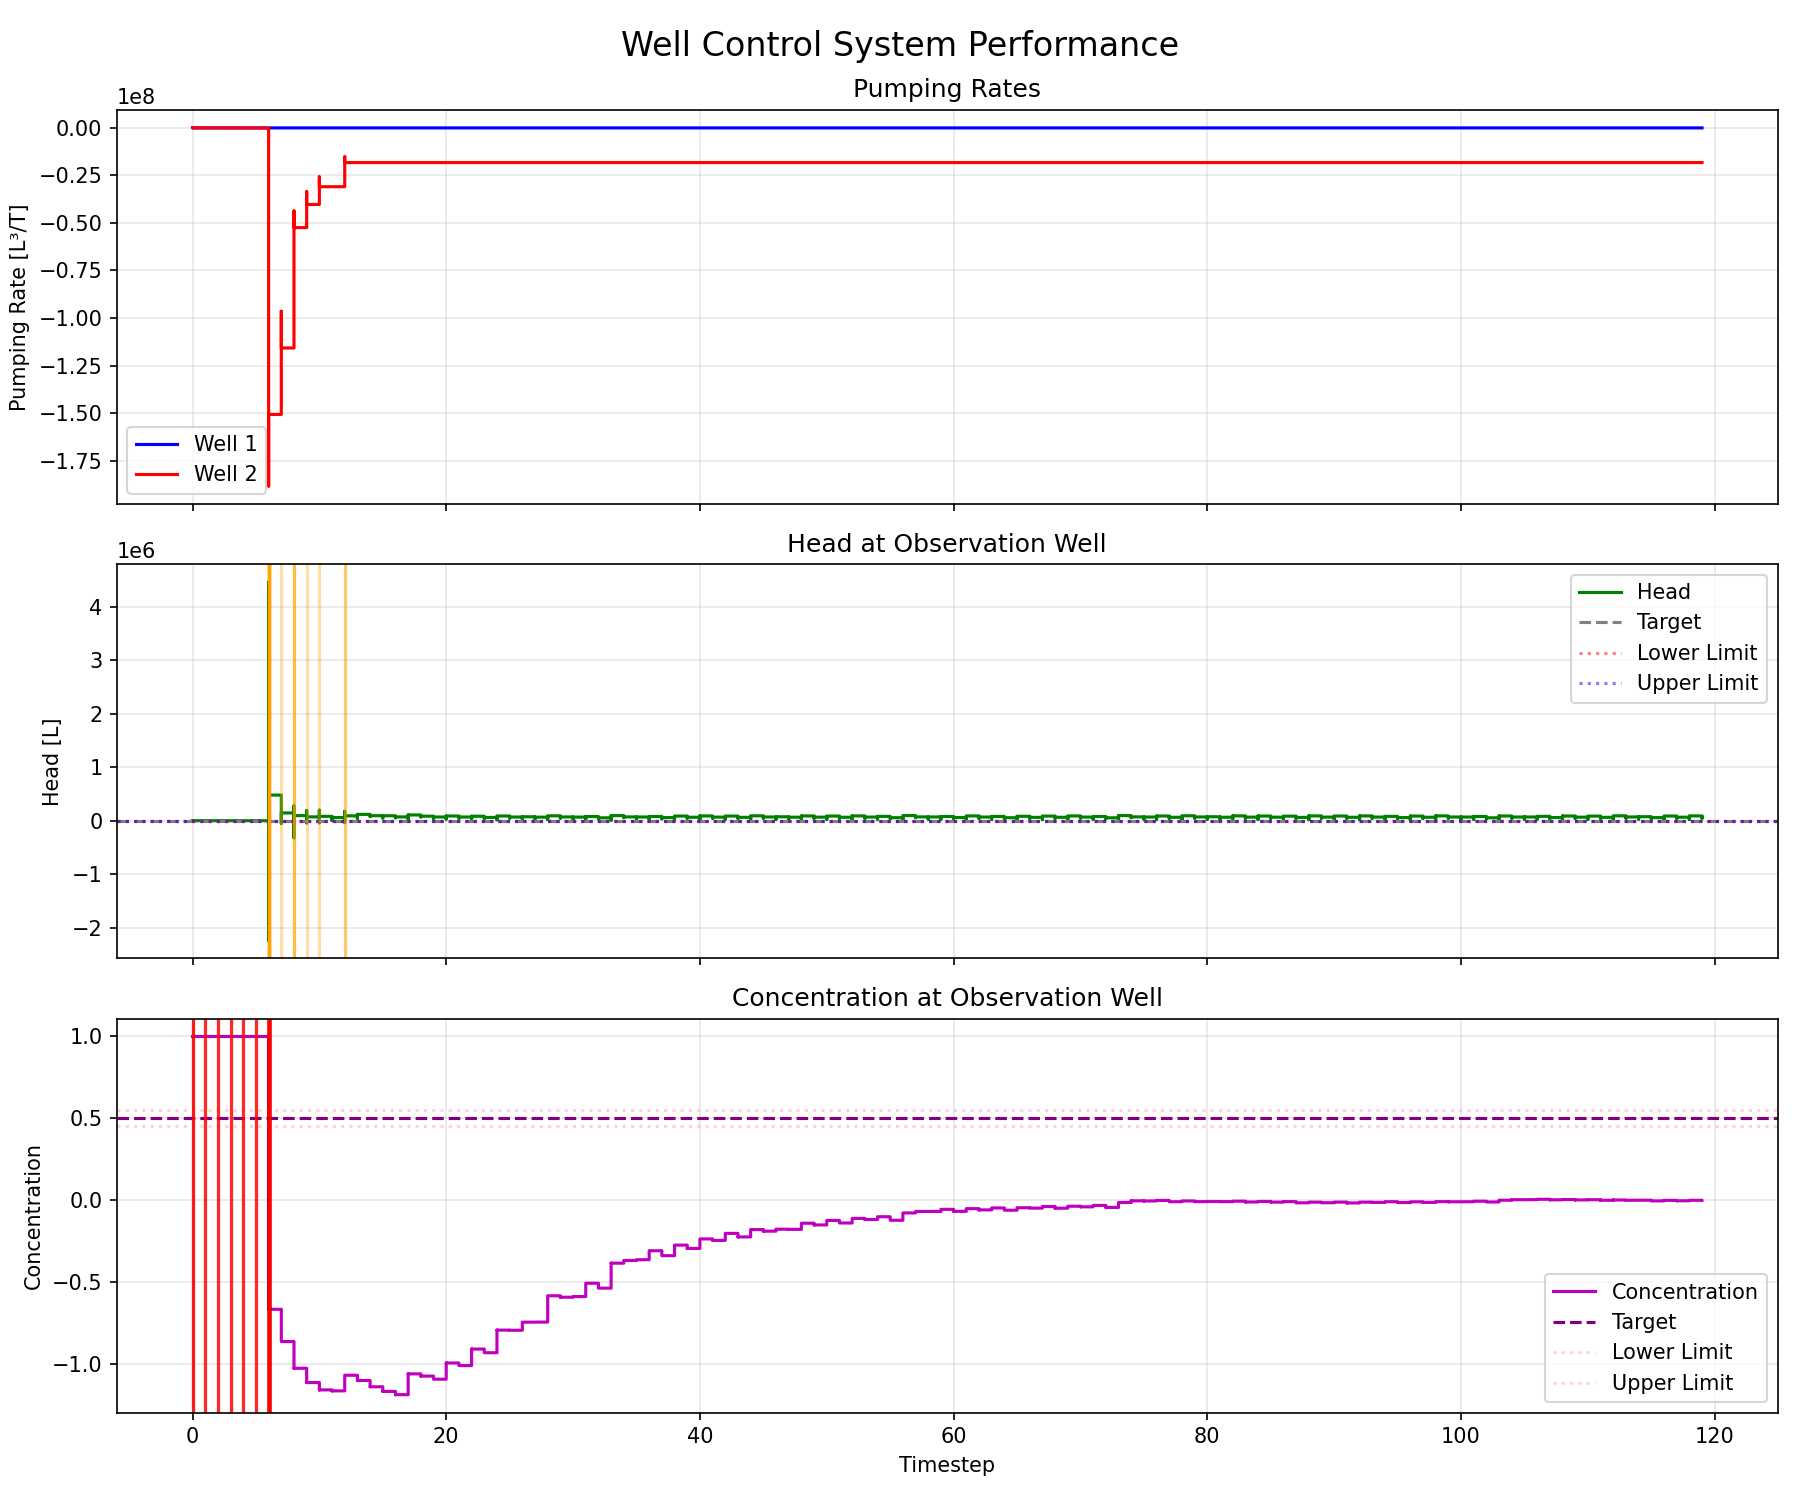 Well Control System Performance
Pumping Rates
1e8
0.00
−0.25
−0.50
−0.75
−1.00
−1.25
−1.50
−1.75
Pumping Rate [L³/T]
Well 1
Well 2
Head at Observation Well
1e6
4
3
2
1
0
−1
−2
Head [L]
Head
Target
Lower Limit
Upper Limit
Concentration at Observation Well
1.0
0.5
0.0
−0.5
−1.0
Concentration
Concentration
Target
Lower Limit
Upper Limit
0 20 40 60 80 100 120
Timestep